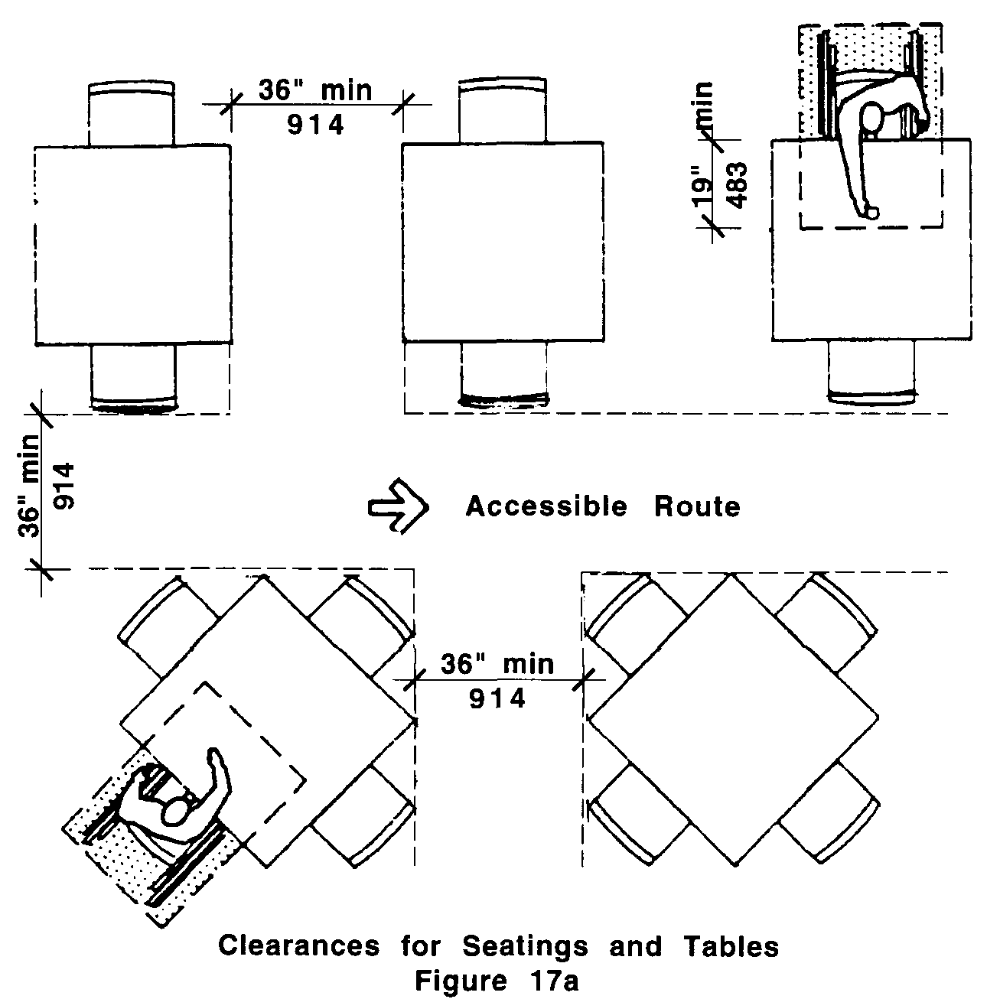 36" min
914
19" min
483
36" min
914
Accessible Route
36" min
914
Clearances for Seatings and Tables
Figure 17a